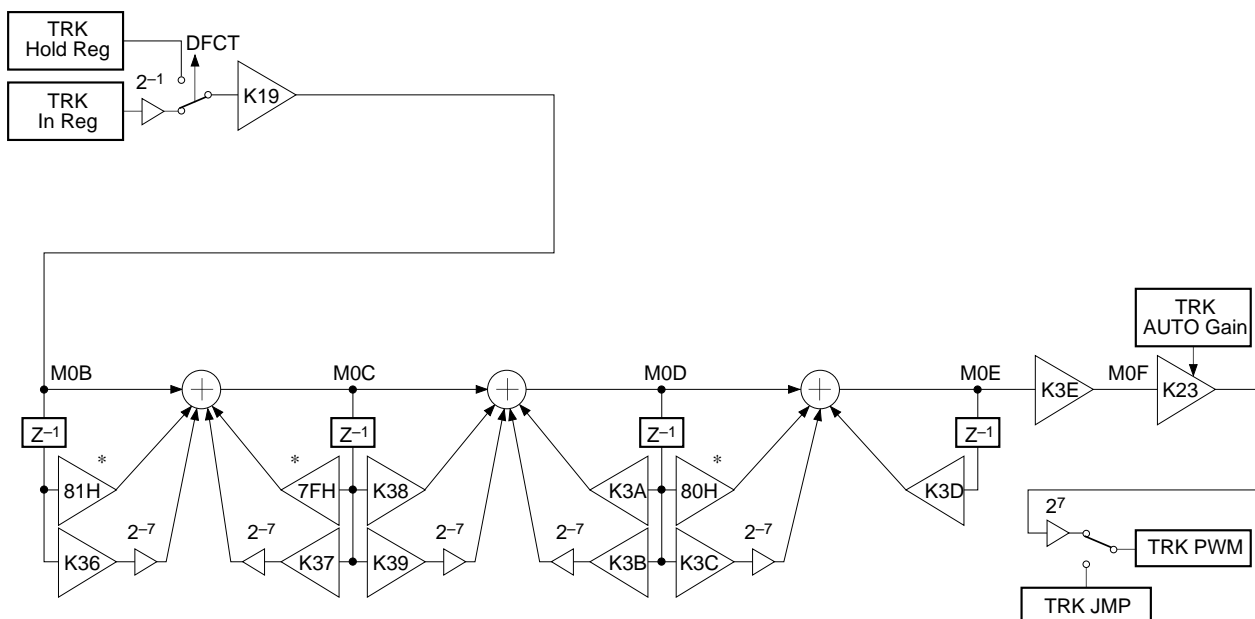 TRK
Hold Reg
DFCT
2–1
TRK
In Reg
K19
TRK
AUTO Gain
M0B
M0C
M0D
M0E
K3E
M0F
K23
Z–1
Z–1
Z–1
Z–1
81H
*
*
7FH
K38
K3A
80H
*
K3D
K36
2–7
2–7
K37
K39
2–7
2–7
K3B
K3C
2–7
27
TRK PWM
TRK JMP